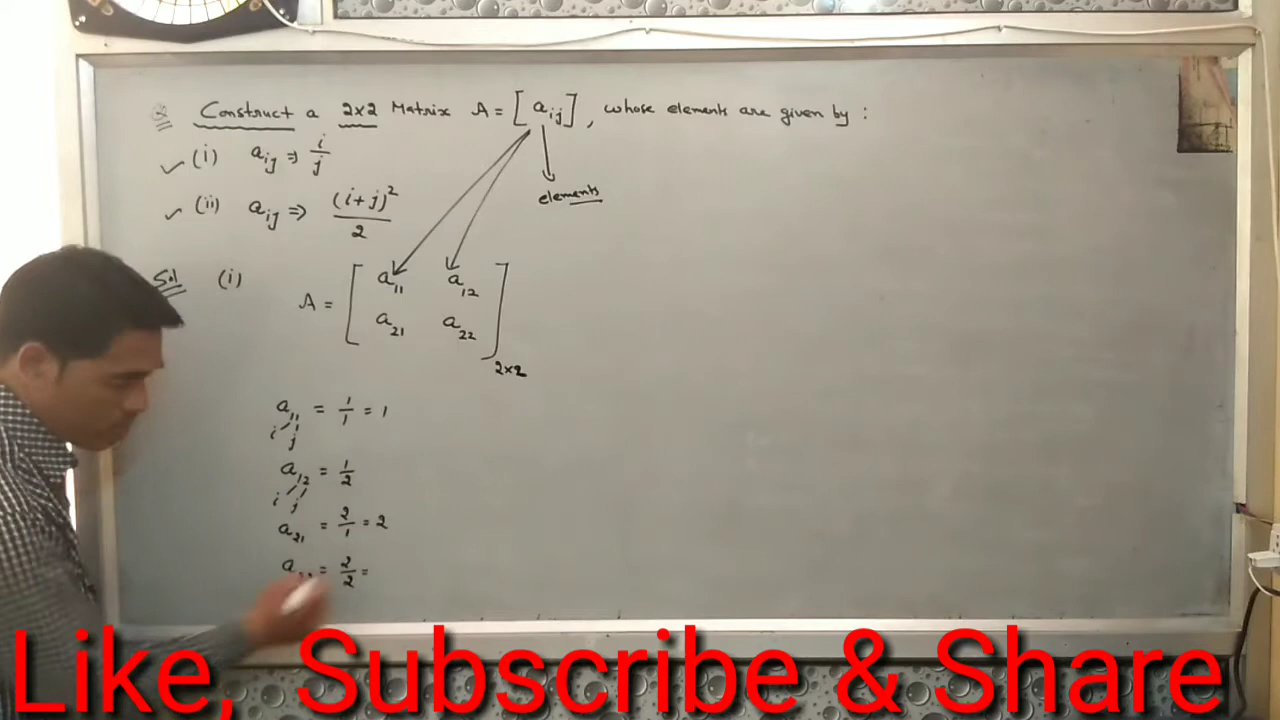 Q Construct a 2x2 Matrix A = [aij], whose elements are given by :
(i) aij ⇒ i/j
(ii) aij ⇒ (i+j)²/2
elements
Sol (i)
A = [ a11 a12
a21 a22 ] 2x2
a11 = 1/1 = 1
i j
a12 = 1/2
i j
a21 = 2/1 = 2
a = 2/2 =
Like, Subscribe & Share